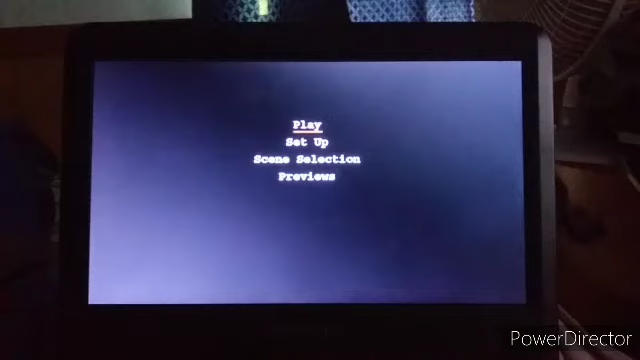 Play
Set Up
Scene Selection
Previews
PowerDirector